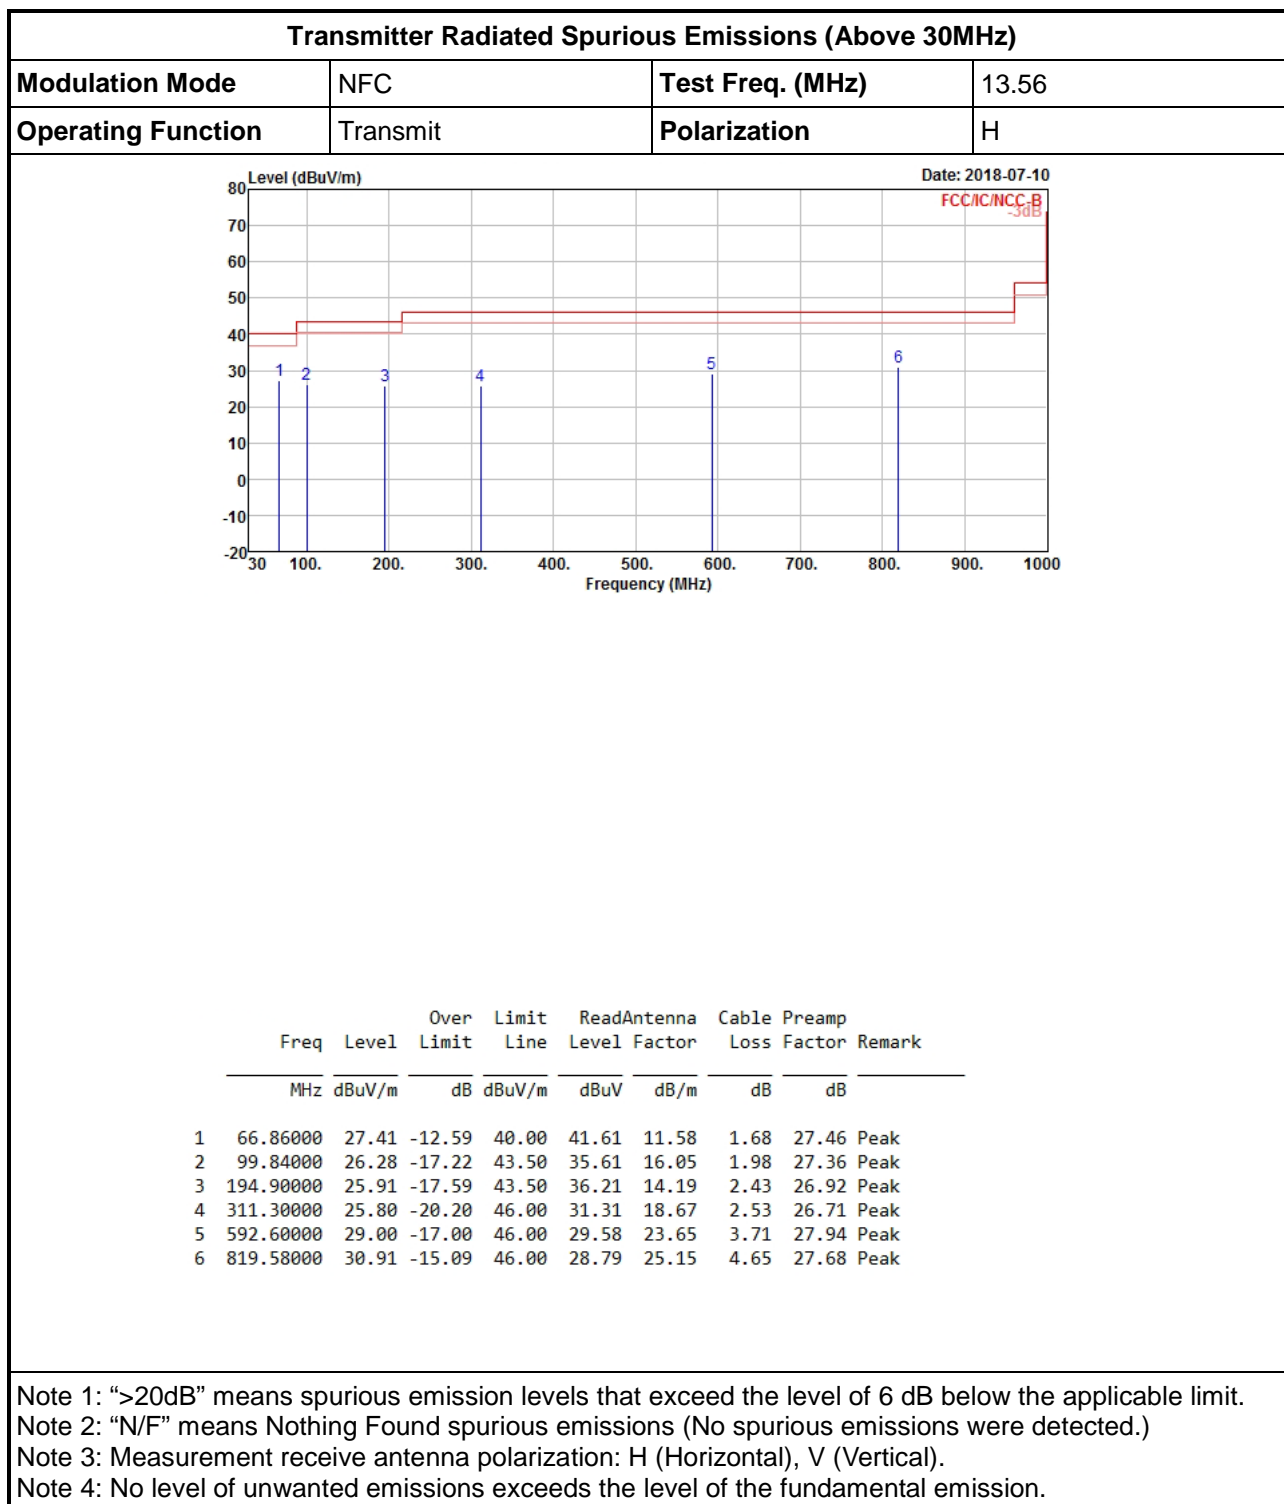 Transmitter Radiated Spurious Emissions (Above 30MHz)
Modulation Mode NFC Test Freq. (MHz) 13.56
Operating Function Transmit Polarization H
Level (dBuV/m) Date: 2018-07-10
80
FCC/IC/NCC-B
-3dB
70
60
50
40
30
20
10
0
-10
-20
1 2 3 4 5 6
30 100. 200. 300. 400. 500. 600. 700. 800. 900. 1000
Frequency (MHz)
Over Limit ReadAntenna Cable Preamp
Freq Level Limit Line Level Factor Loss Factor Remark
MHz dBuV/m dB dBuV/m dBuV dB/m dB dB
1 66.86000 27.41 -12.59 40.00 41.61 11.58 1.68 27.46 Peak
2 99.84000 26.28 -17.22 43.50 35.61 16.05 1.98 27.36 Peak
3 194.90000 25.91 -17.59 43.50 36.21 14.19 2.43 26.92 Peak
4 311.30000 25.80 -20.20 46.00 31.31 18.67 2.53 26.71 Peak
5 592.60000 29.00 -17.00 46.00 29.58 23.65 3.71 27.94 Peak
6 819.58000 30.91 -15.09 46.00 28.79 25.15 4.65 27.68 Peak
Note 1: “>20dB” means spurious emission levels that exceed the level of 6 dB below the applicable limit.
Note 2: “N/F” means Nothing Found spurious emissions (No spurious emissions were detected.)
Note 3: Measurement receive antenna polarization: H (Horizontal), V (Vertical).
Note 4: No level of unwanted emissions exceeds the level of the fundamental emission.